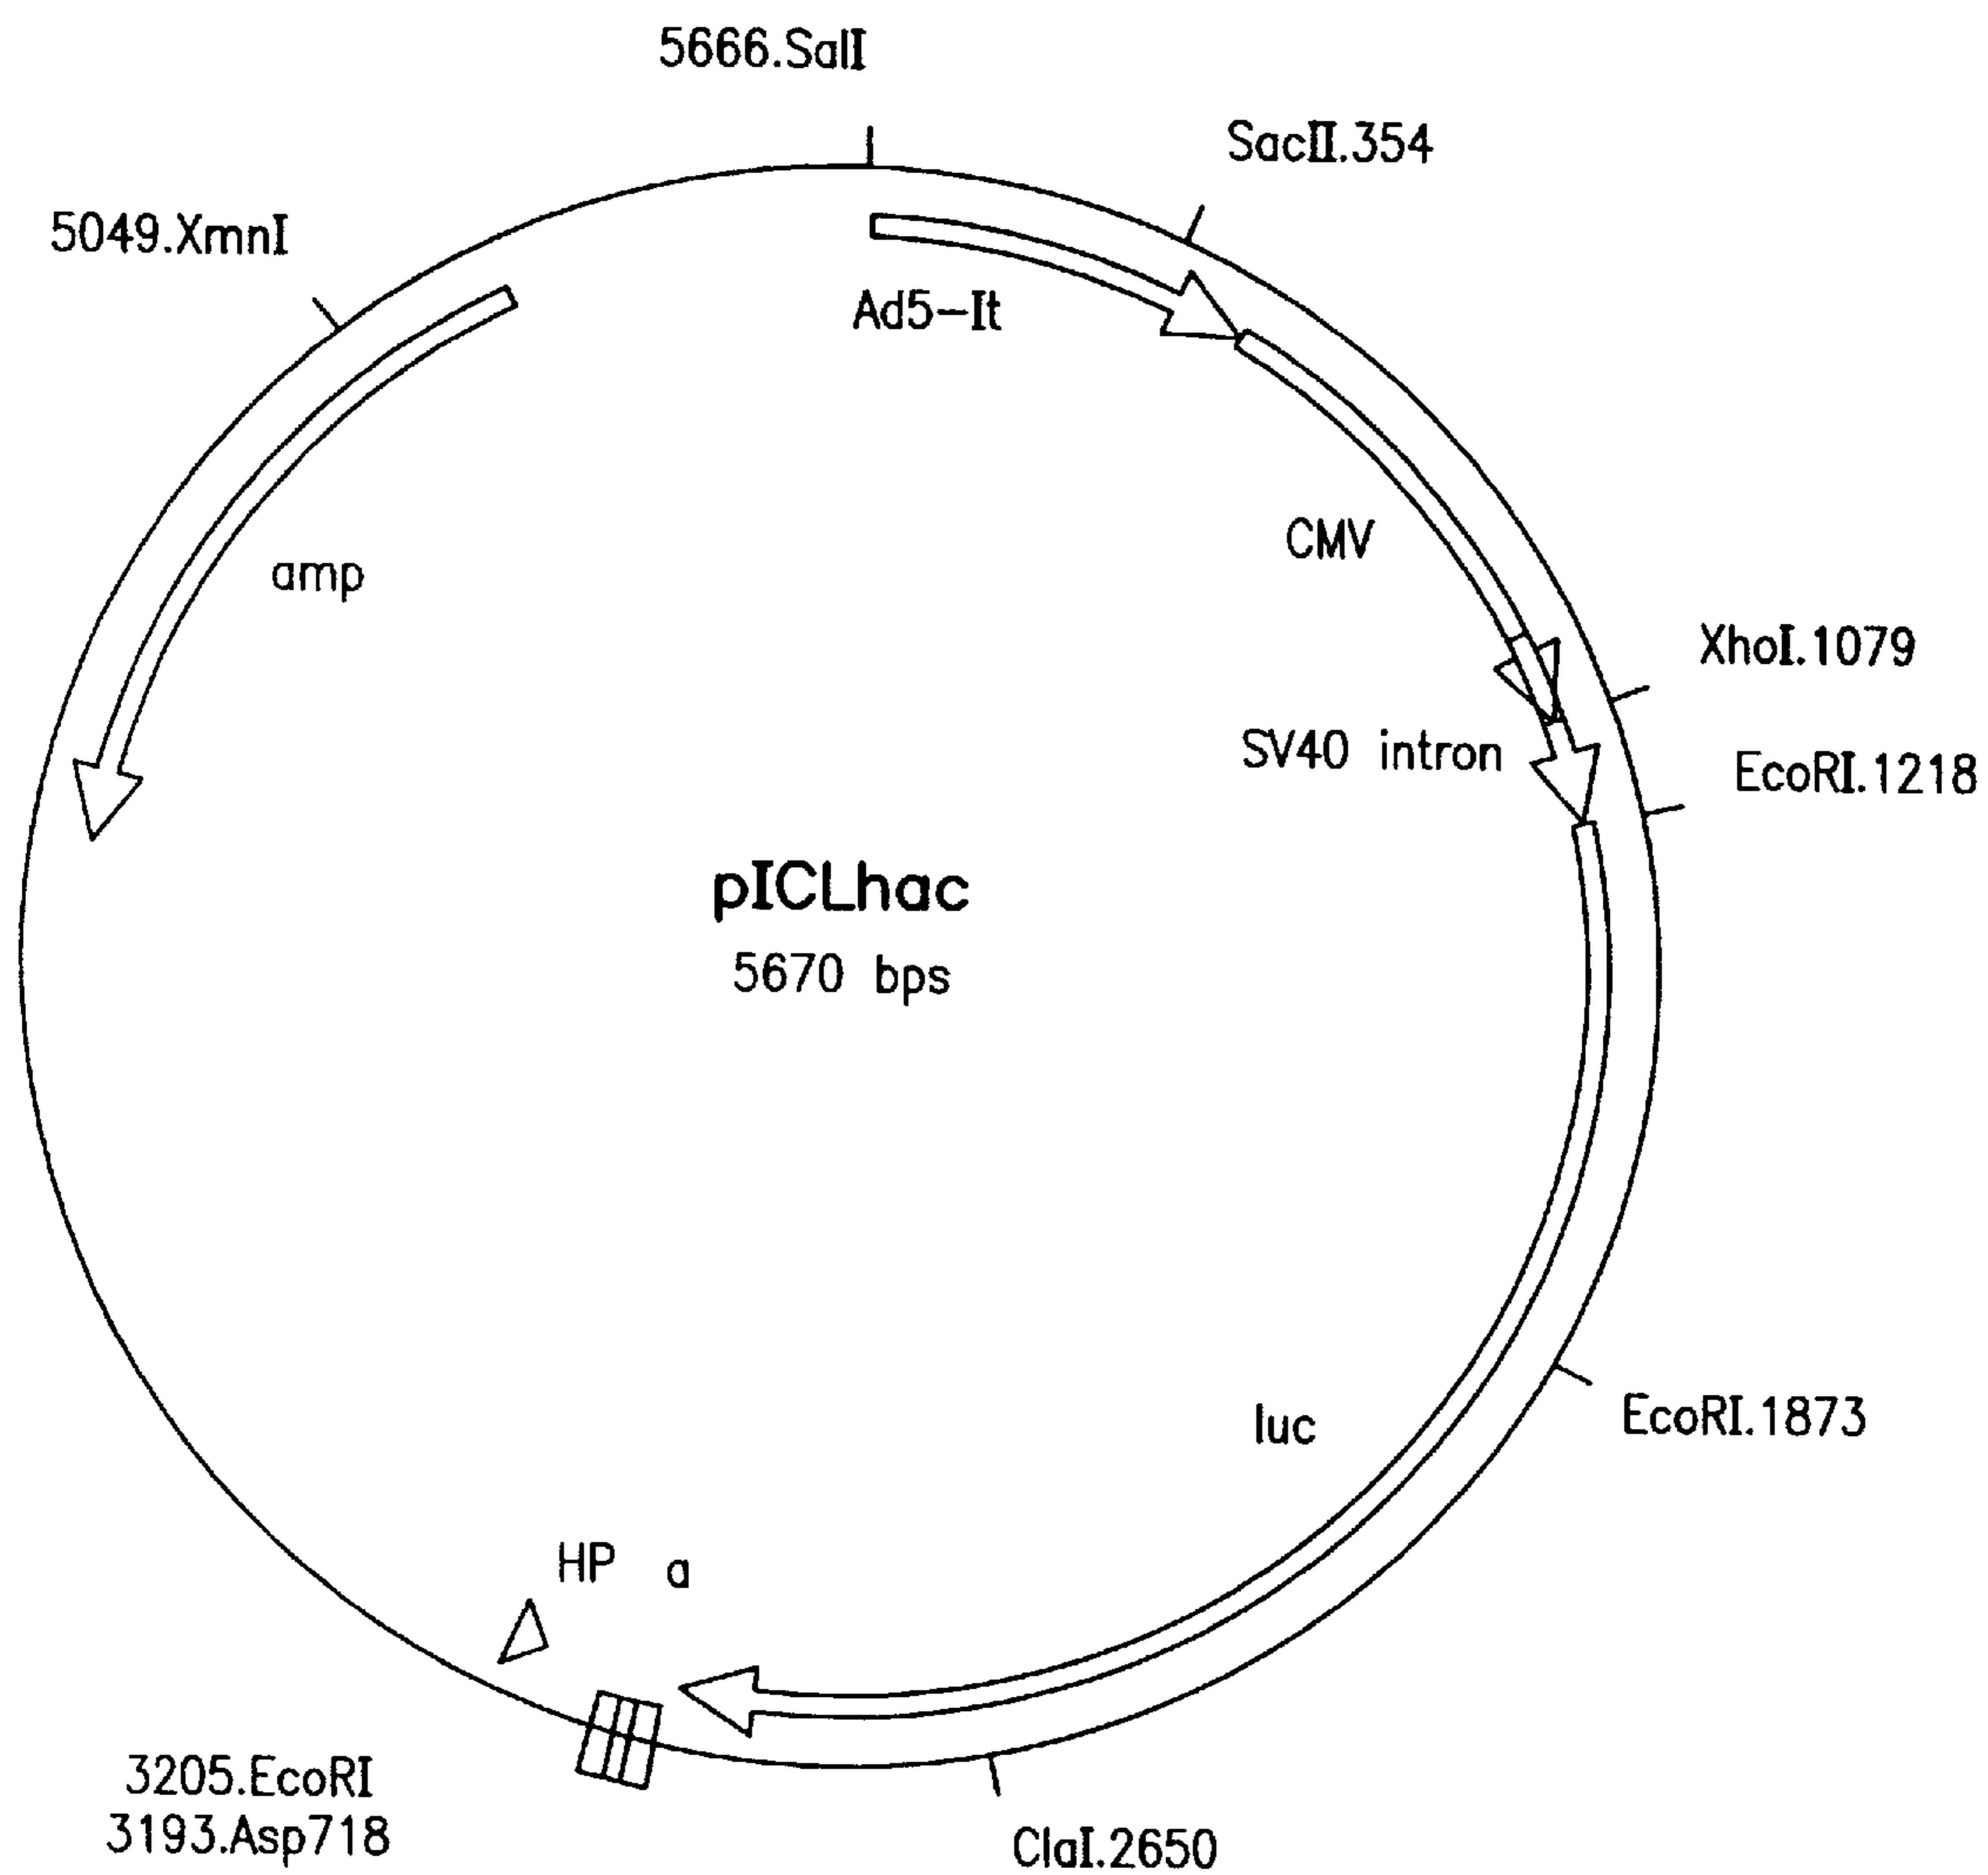 5666.SalI
SacII.354
5049.XmnI
Ad5-It
CMV
amp
XhoI.1079
SV40 intron
EcoRI.1218
pICLhac
5670 bps
EcoRI.1873
luc
HP a
3205.EcoRI
3193.Asp718
ClaI.2650